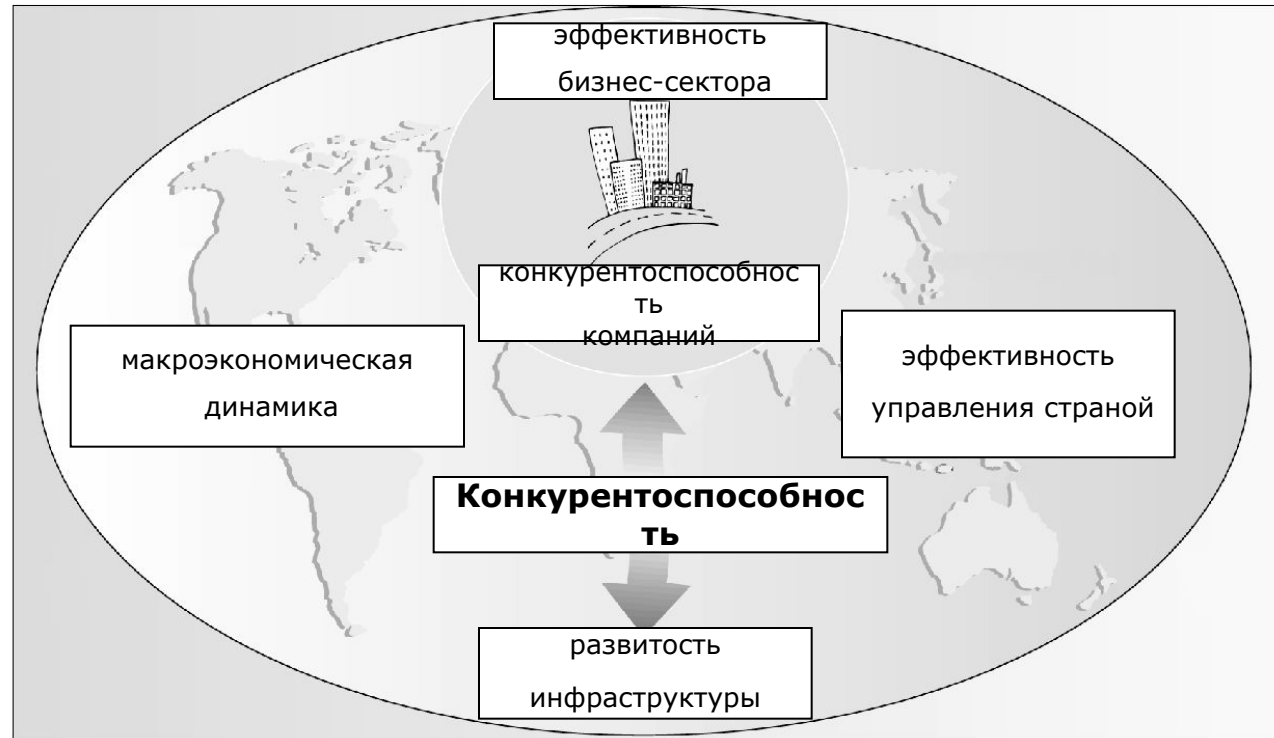 эффективность
бизнес-сектора
конкурентоспособнос
ть
компаний
макроэкономическая
динамика
эффективность
управления страной
Конкурентоспособнос
ть
развитость
инфраструктуры